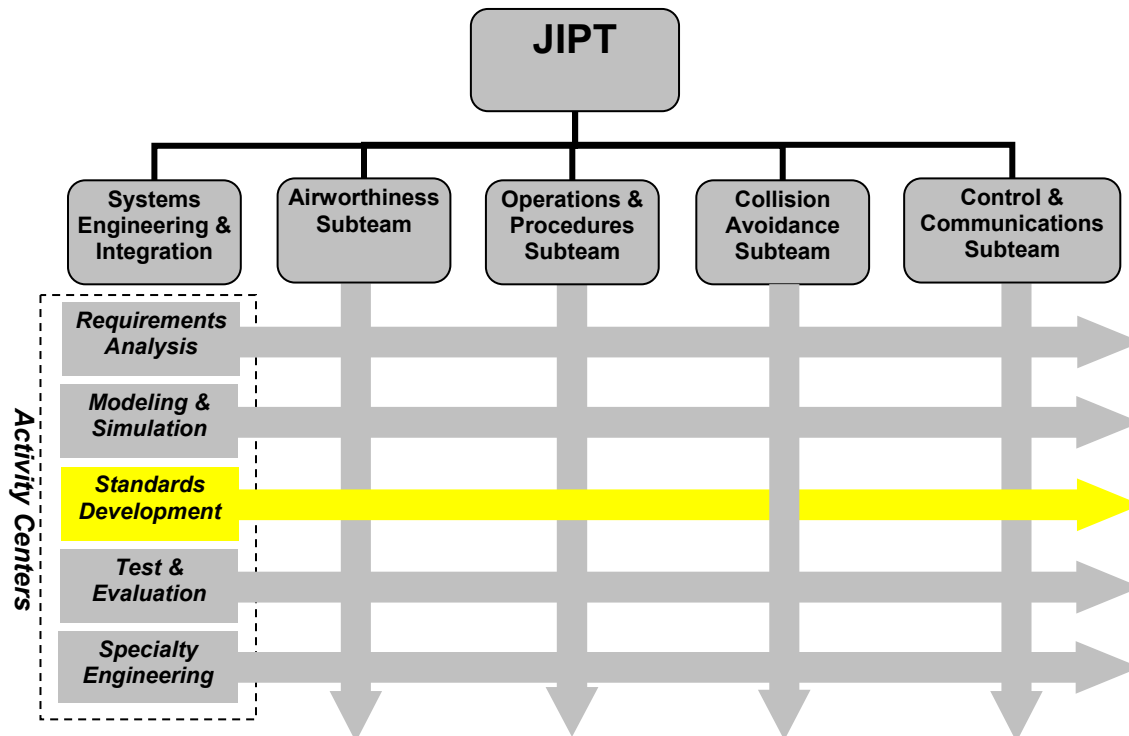 JIPT
Systems
Engineering &
Integration
Airworthiness
Subteam
Operations &
Procedures
Subteam
Collision
Avoidance
Subteam
Control &
Communications
Subteam
Activity Centers
Requirements
Analysis
Modeling &
Simulation
Standards
Development
Test &
Evaluation
Specialty
Engineering